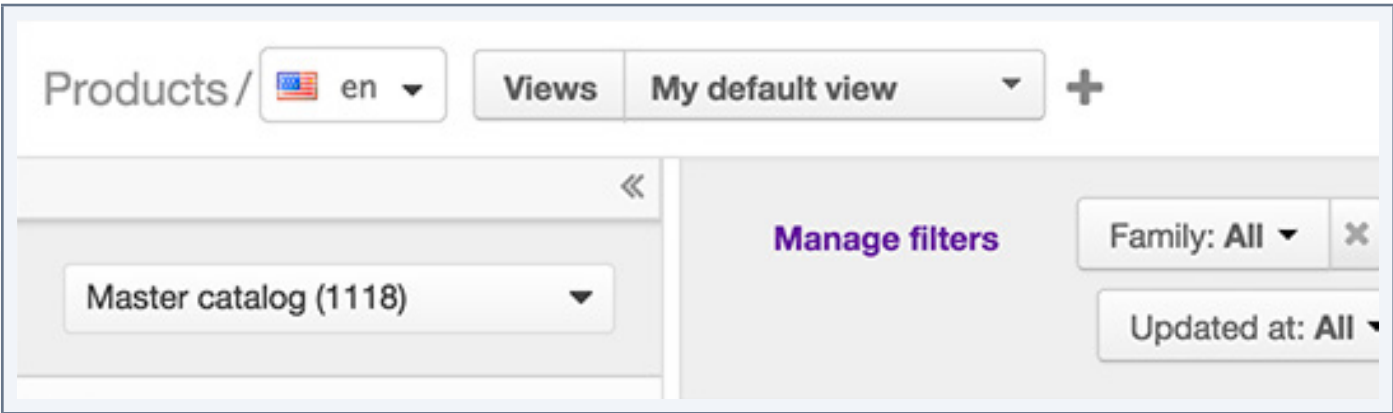 Products / en Views My default view
Manage filters Family: All
Master catalog (1118)
Updated at: All